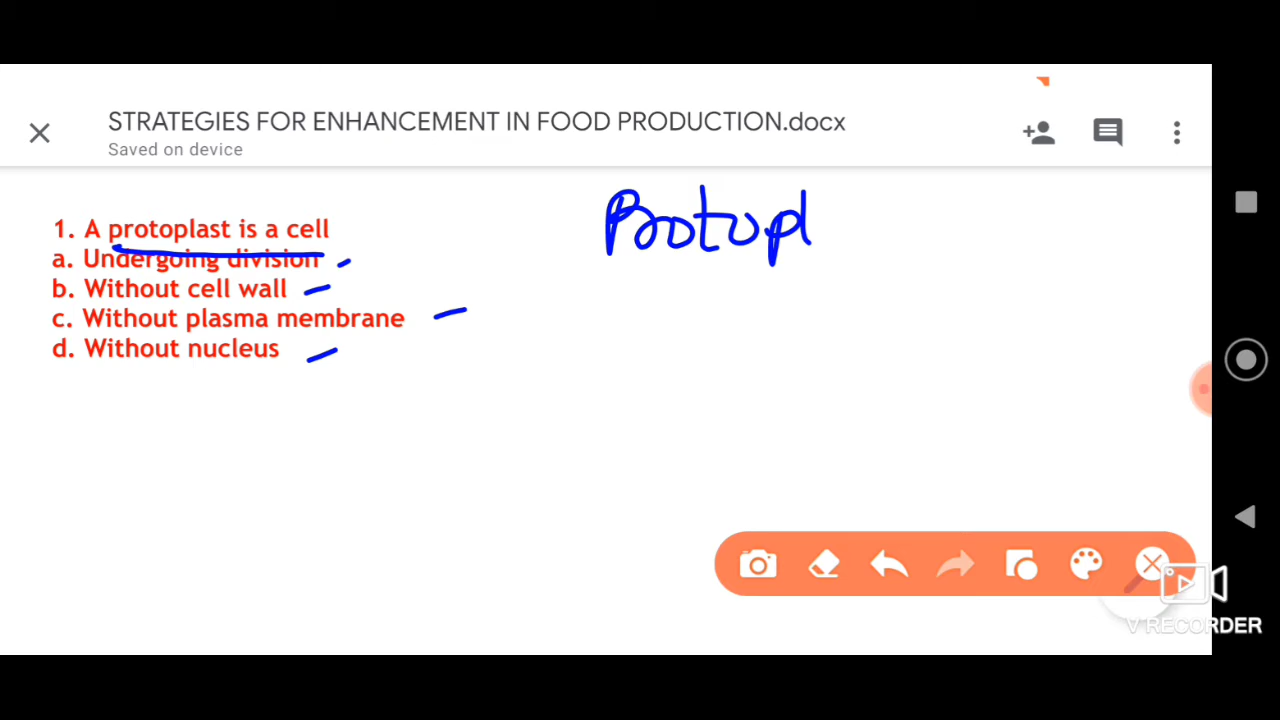 STRATEGIES FOR ENHANCEMENT IN FOOD PRODUCTION.docx
Saved on device
Protopl
1. A protoplast is a cell
a. Undergoing division
b. Without cell wall
c. Without plasma membrane
d. Without nucleus
V RECORDER